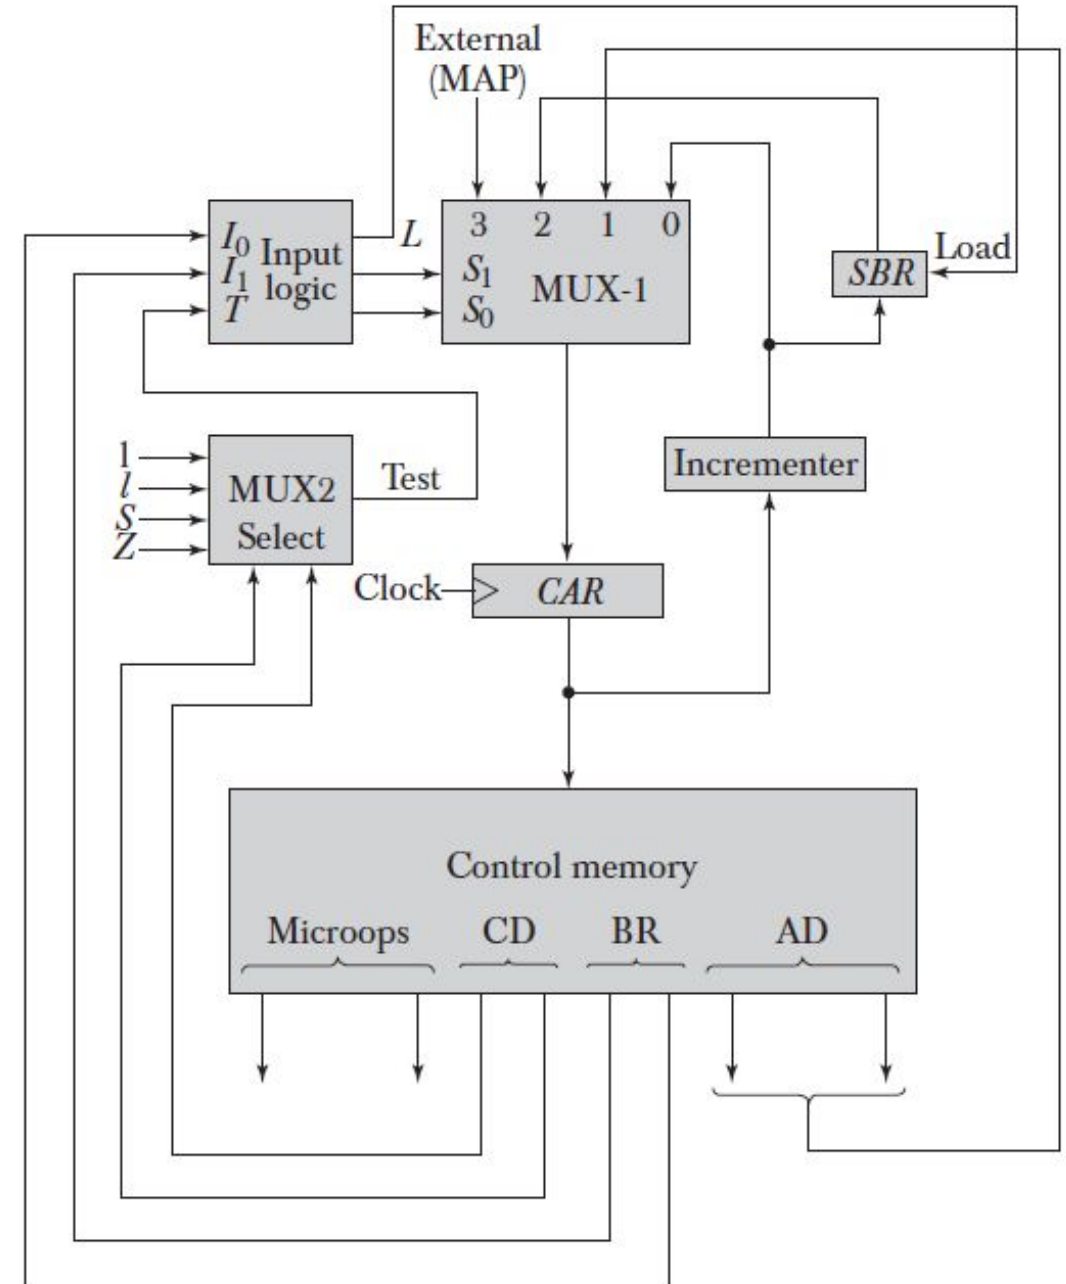 External
(MAP)
L
3 2 1 0
I0 Input
I1 logic
T
S1
S0
MUX-1
SBR
Load
1
l
S
Z
MUX2
Select
Test
Incrementer
Clock
CAR
Control memory
Microops CD BR AD